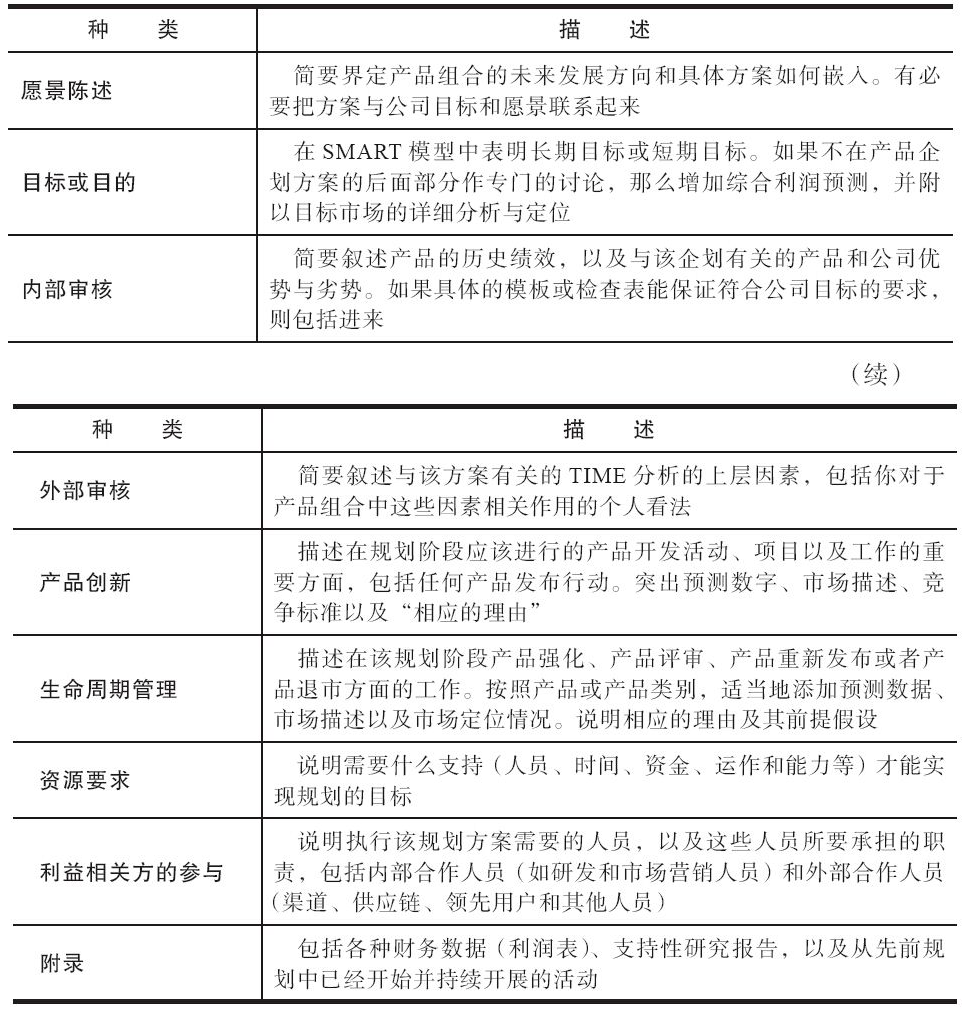 种 类 描 述
愿景陈述
简要界定产品组合的未来发展方向和具体方案如何嵌入。有必
要把方案与公司目标和愿景联系起来
目标或目的
在 SMART 模型中表明长期目标或短期目标。如果不在产品企
划方案的后面部分作专门的讨论，那么增加综合利润预测，并附
以目标市场的详细分析与定位
内部审核
简要叙述产品的历史绩效，以及与该企划有关的产品和公司优
势与劣势。如果具体的模板或检查表能保证符合公司目标的要求，
则包括进来
（续）
种 类 描 述
外部审核
简要叙述与该方案有关的 TIME 分析的上层因素，包括你对于
产品组合中这些因素相关作用的个人看法
产品创新
描述在规划阶段应该进行的产品开发活动、项目以及工作的重
要方面，包括任何产品发布行动。突出预测数字、市场描述、竞
争标准以及“相应的理由”
生命周期管理
描述在该规划阶段产品强化、产品评审、产品重新发布或者产
品退市方面的工作。按照产品或产品类别，适当地添加预测数据、
市场描述以及市场定位情况。说明相应的理由及其前提假设
资源要求
说明需要什么支持（人员、时间、资金、运作和能力等）才能实
现规划的目标
利益相关方的参与
说明执行该规划方案需要的人员，以及这些人员所要承担的职
责，包括内部合作人员（如研发和市场营销人员）和外部合作人员
（渠道、供应链、领先用户和其他人员）
附录
包括各种财务数据（利润表）、支持性研究报告，以及从先前规
划中已经开始并持续开展的活动